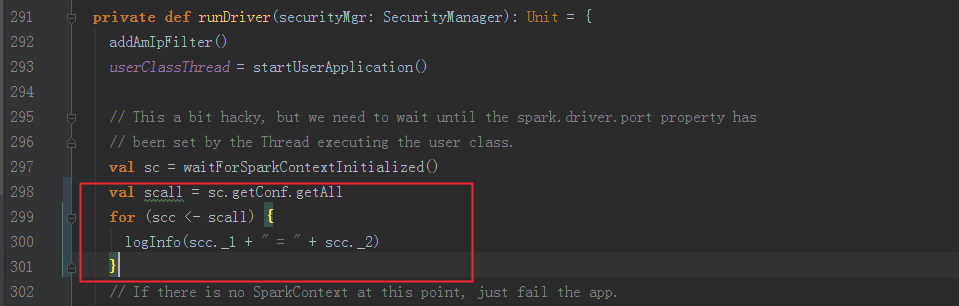 291 private def runDriver(securityMgr: SecurityManager): Unit = {
292 addAmIpFilter()
293 userClassThread = startUserApplication()
294
295 // This a bit hacky, but we need to wait until the spark.driver.port property has
296 // been set by the Thread executing the user class.
297 val sc = waitForSparkContextInitialized()
298 val scall = sc.getConf.getAll
299 for (scc <- scall) {
300 logInfo(scc._1 + " = " + scc._2)
301 }
302 // If there is no SparkContext at this point, just fail the app.